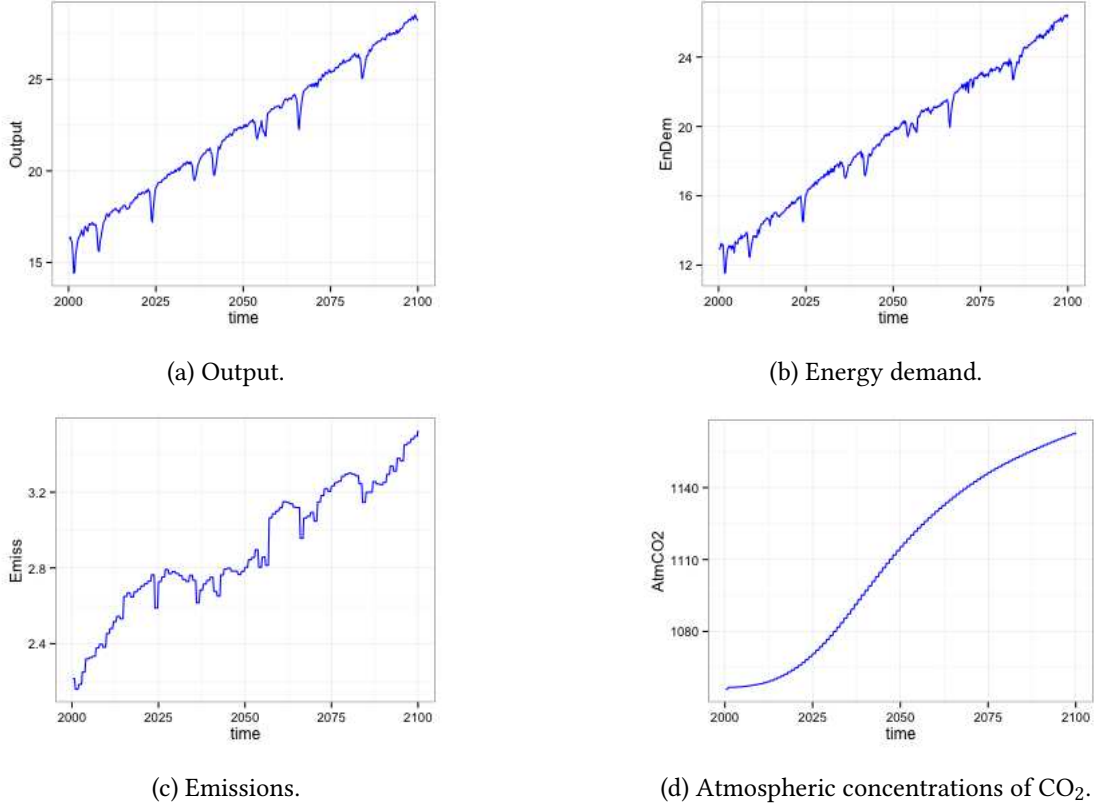 Output
25
20
15
2000 2025 2050 2075 2100
time
(a) Output.
EnDem
24
20
16
12
2000 2025 2050 2075 2100
time
(b) Energy demand.
Emiss
3.2
2.8
2.4
2000 2025 2050 2075 2100
time
(c) Emissions.
AtmCO2
1140
1110
1080
2000 2025 2050 2075 2100
time
(d) Atmospheric concentrations of CO₂.